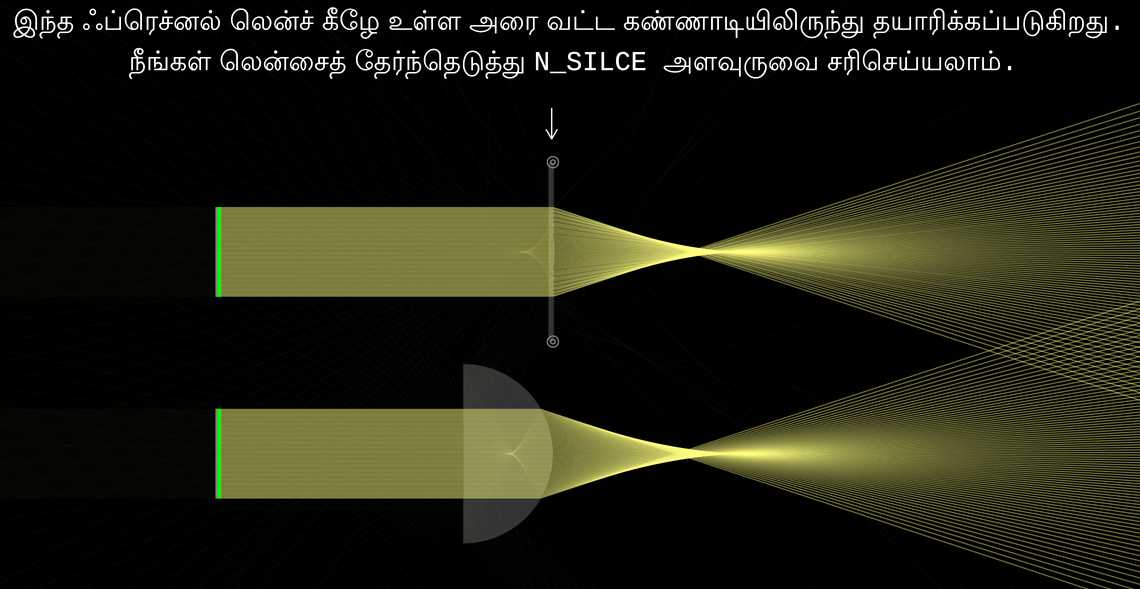 இந்த ஃப்ரெச்னல் லென்ச் கீழே உள்ள அரை வட்ட கண்ணாடியிலிருந்து தயாரிக்கப்படுகிறது.
நீங்கள் லென்சைத் தேர்ந்தெடுத்து N_SILCE அளவுருவை சரிசெய்யலாம்.